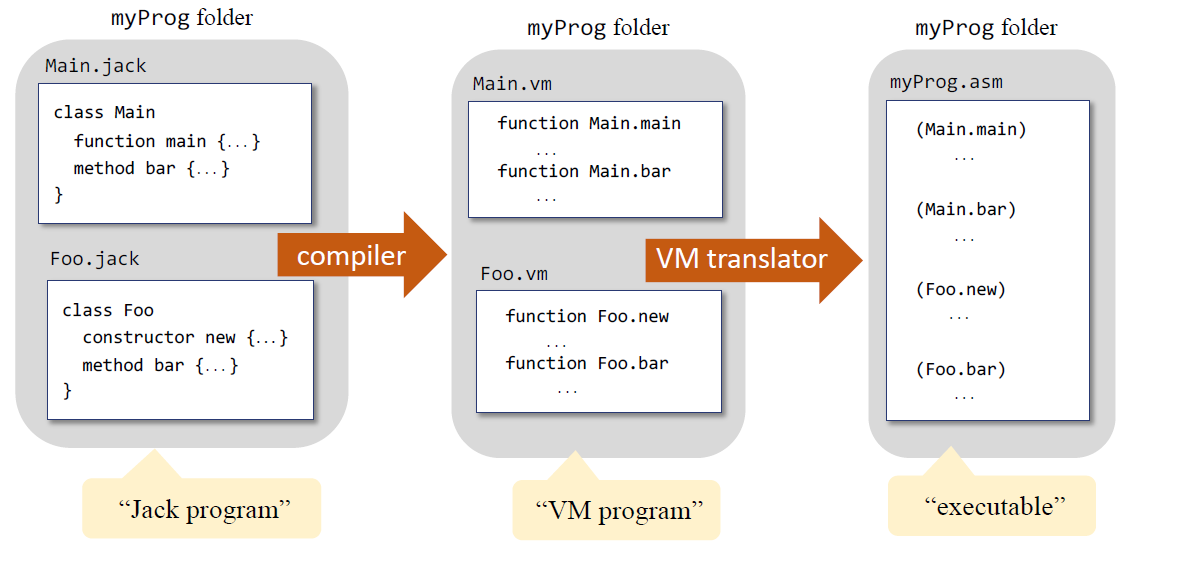 myProg folder
Main.jack
class Main
function main {...}
method bar {...}
}
Foo.jack
class Foo
constructor new {...}
method bar {...}
}
“Jack program”
compiler
myProg folder
Main.vm
function Main.main
...
function Main.bar
...
Foo.vm
function Foo.new
...
function Foo.bar
...
“VM program”
VM translator
myProg folder
myProg.asm
(Main.main)
...
(Main.bar)
...
(Foo.new)
...
(Foo.bar)
...
“executable”